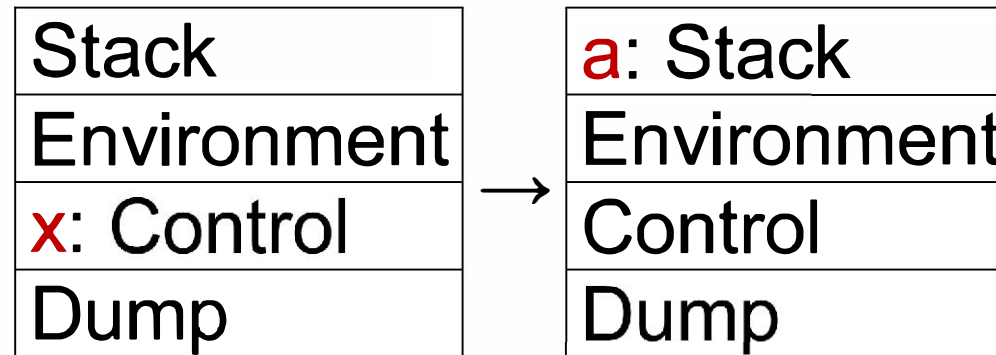 Stack
Environment
x: Control
Dump
→
a: Stack
Environment
Control
Dump